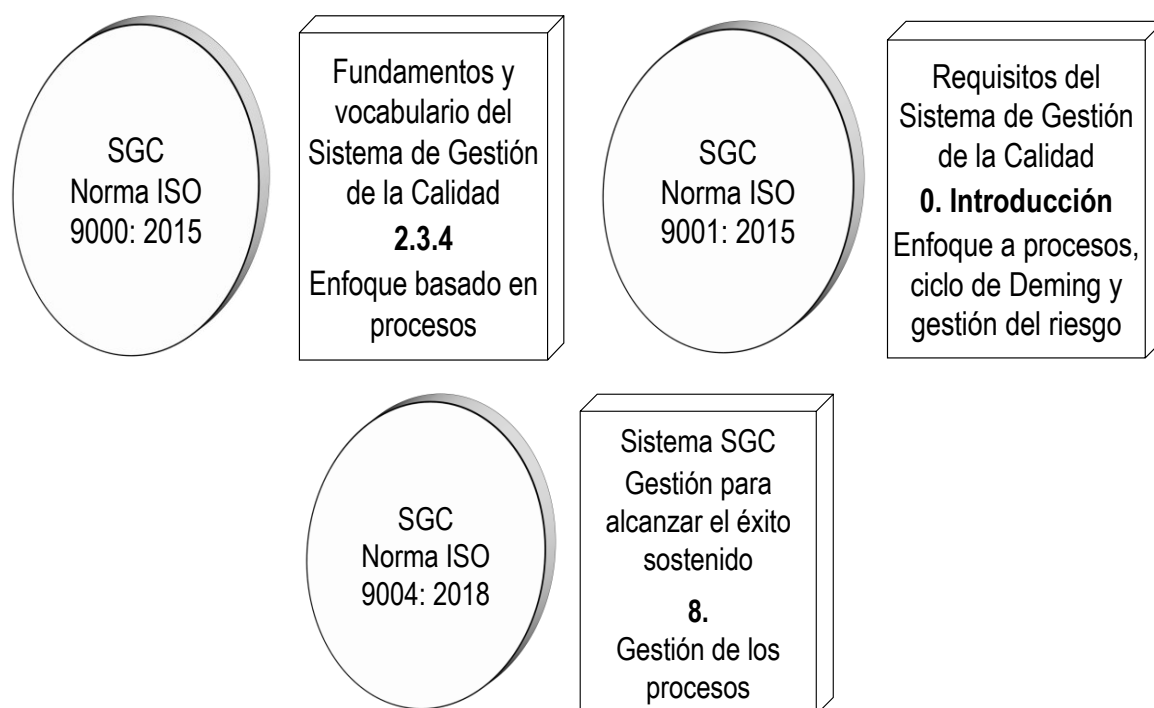 SGC
Norma ISO
9000: 2015
Fundamentos y
vocabulario del
Sistema de Gestión
de la Calidad
2.3.4
Enfoque basado en
procesos
SGC
Norma ISO
9001: 2015
Requisitos del
Sistema de Gestión
de la Calidad
0. Introducción
Enfoque a procesos,
ciclo de Deming y
gestión del riesgo
SGC
Norma ISO
9004: 2018
Sistema SGC
Gestión para
alcanzar el éxito
sostenido
8.
Gestión de los
procesos